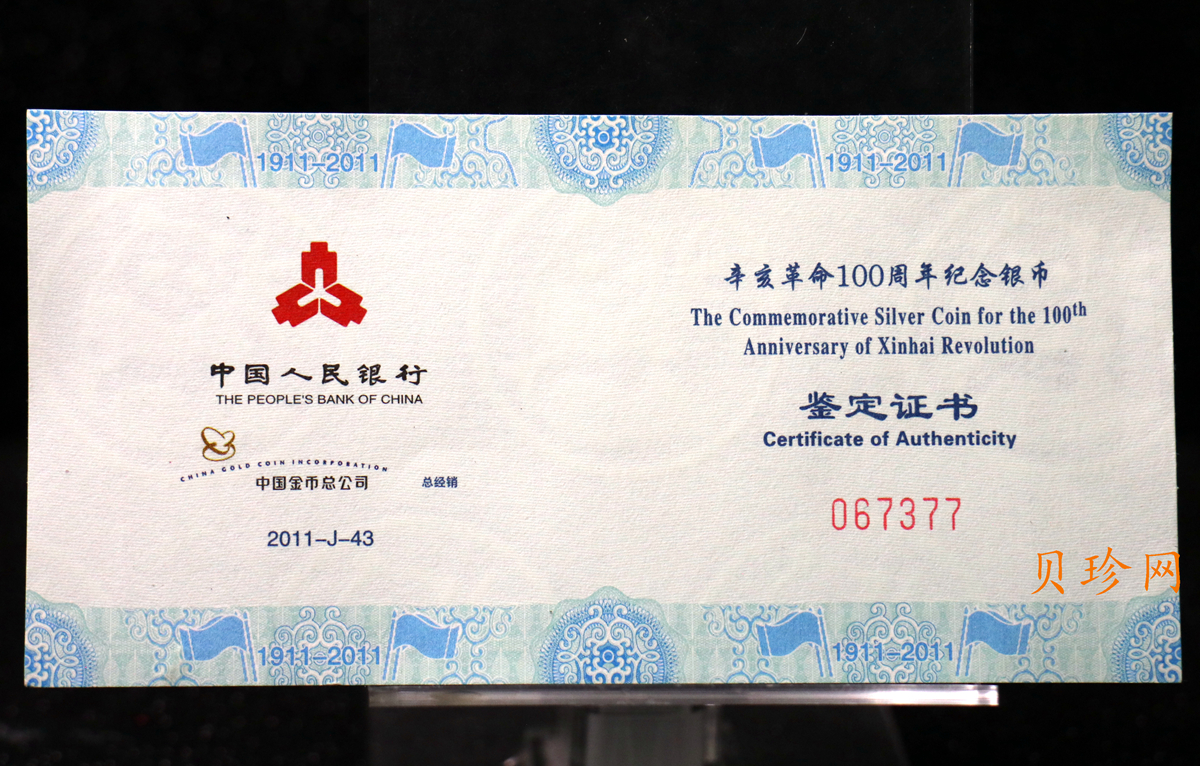 1911–2011
1911–2011
中国人民银行
THE PEOPLE'S BANK OF CHINA
CHINA GOLD COIN INCORPORATION
中国金币总公司
总经销
2011–J–43
辛亥革命100周年纪念银币
The Commemorative Silver Coin for the 100th
Anniversary of Xinhai Revolution
鉴定证书
Certificate of Authenticity
067377
贝珍网
1911–2011
1911–2011